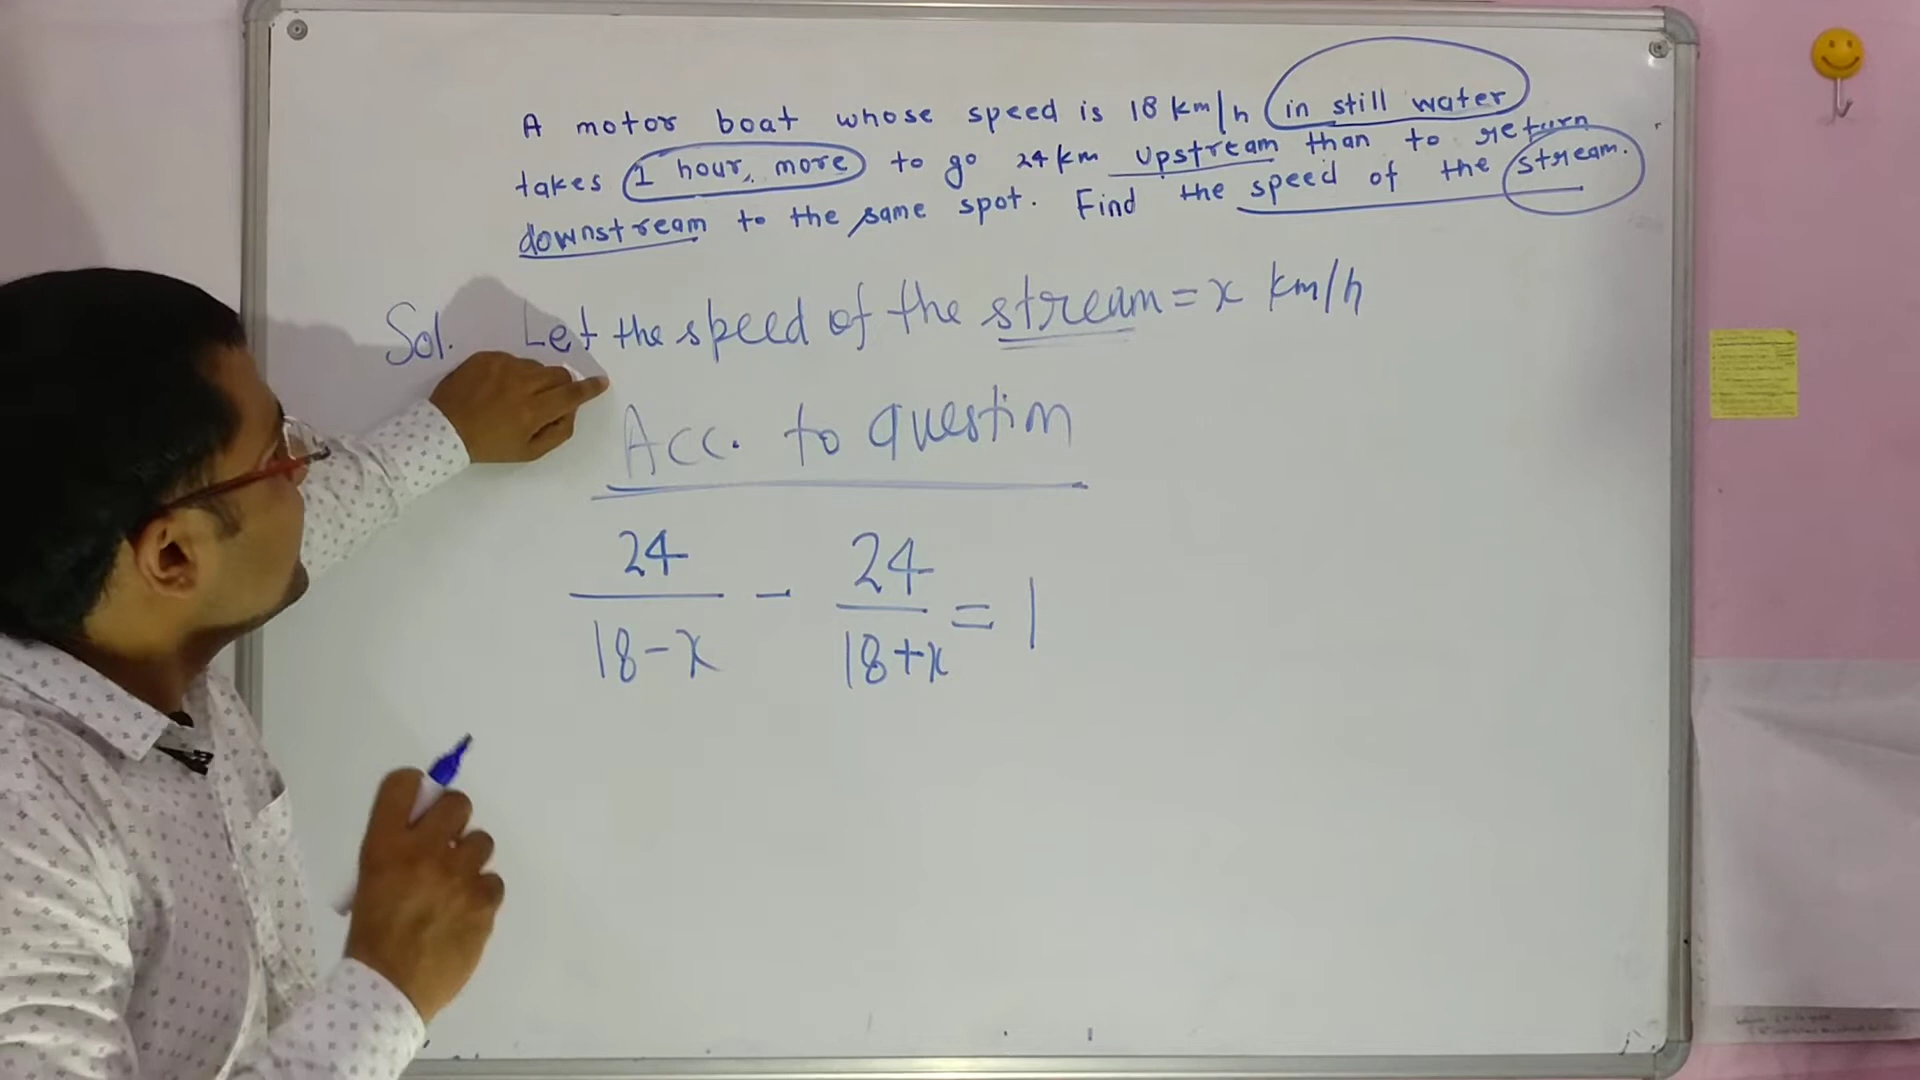 A motor boat whose speed is 18 km/h in still water
takes 1 hour, more to go 24 km upstream than to return
downstream to the same spot. Find the speed of the stream.
Sol. Let the speed of the stream = x km/h
Acc. to question
24/18-x - 24/18+x = 1